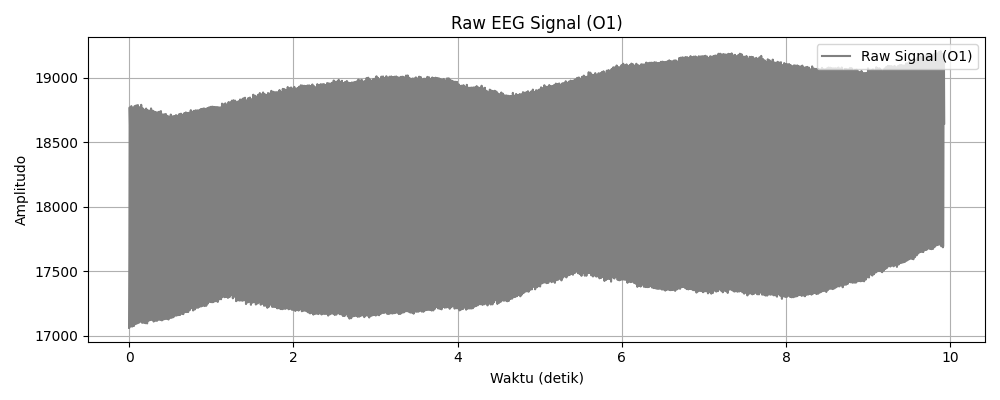 Raw EEG Signal (O1)
Raw Signal (O1)
Amplitudo
19000
18500
18000
17500
17000
0 2 4 6 8 10
Waktu (detik)